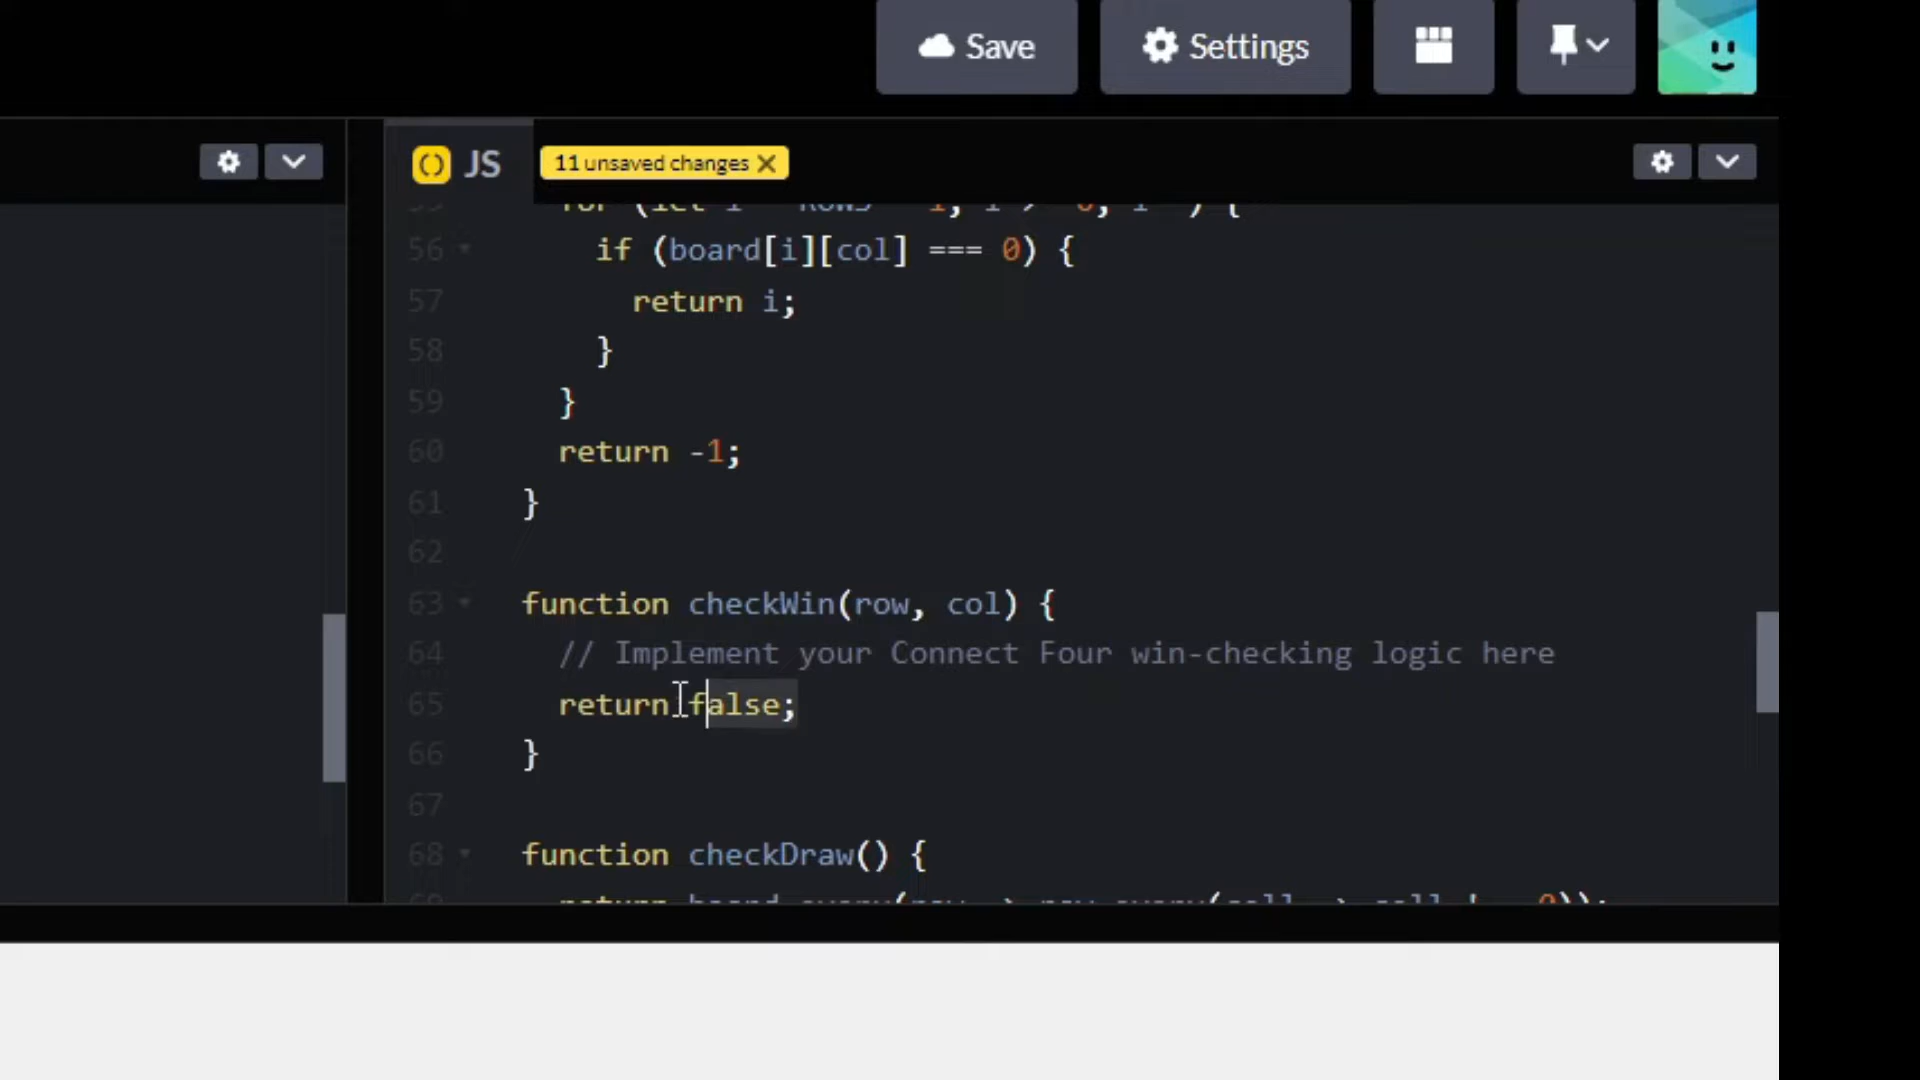 Save
Settings
JS
11 unsaved changes
56 if (board[i][col] === 0) {
57 return i;
58 }
59 }
60 return -1;
61 }
62
63 function checkWin(row, col) {
64 // Implement your Connect Four win-checking logic here
65 return false;
66 }
67
68 function checkDraw() {